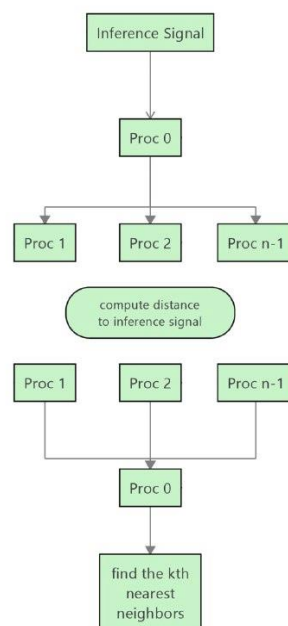 Inference Signal
Proc 0
Proc 1
Proc 2
Proc n-1
compute distance
to inference signal
Proc 1
Proc 2
Proc n-1
Proc 0
find the kth
nearest
neighbors